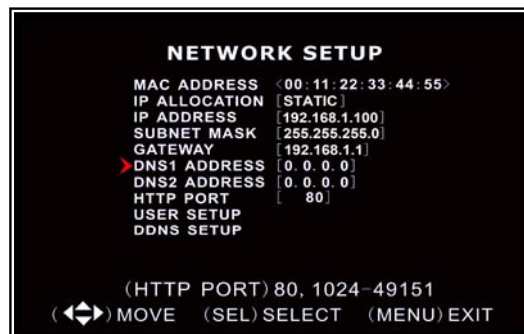 NETWORK SETUP
MAC ADDRESS <00:11:22:33:44:55>
IP ALLOCATION [STATIC]
IP ADDRESS [192.168.1.100]
SUBNET MASK [255.255.255.0]
GATEWAY [192.168.1.1]
DNS1 ADDRESS [0. 0. 0. 0]
DNS2 ADDRESS [0. 0. 0. 0]
HTTP PORT [ 80]
USER SETUP
DDNS SETUP
(HTTP PORT) 80, 1024-49151
(◀▲▼▶) MOVE (SEL) SELECT (MENU) EXIT